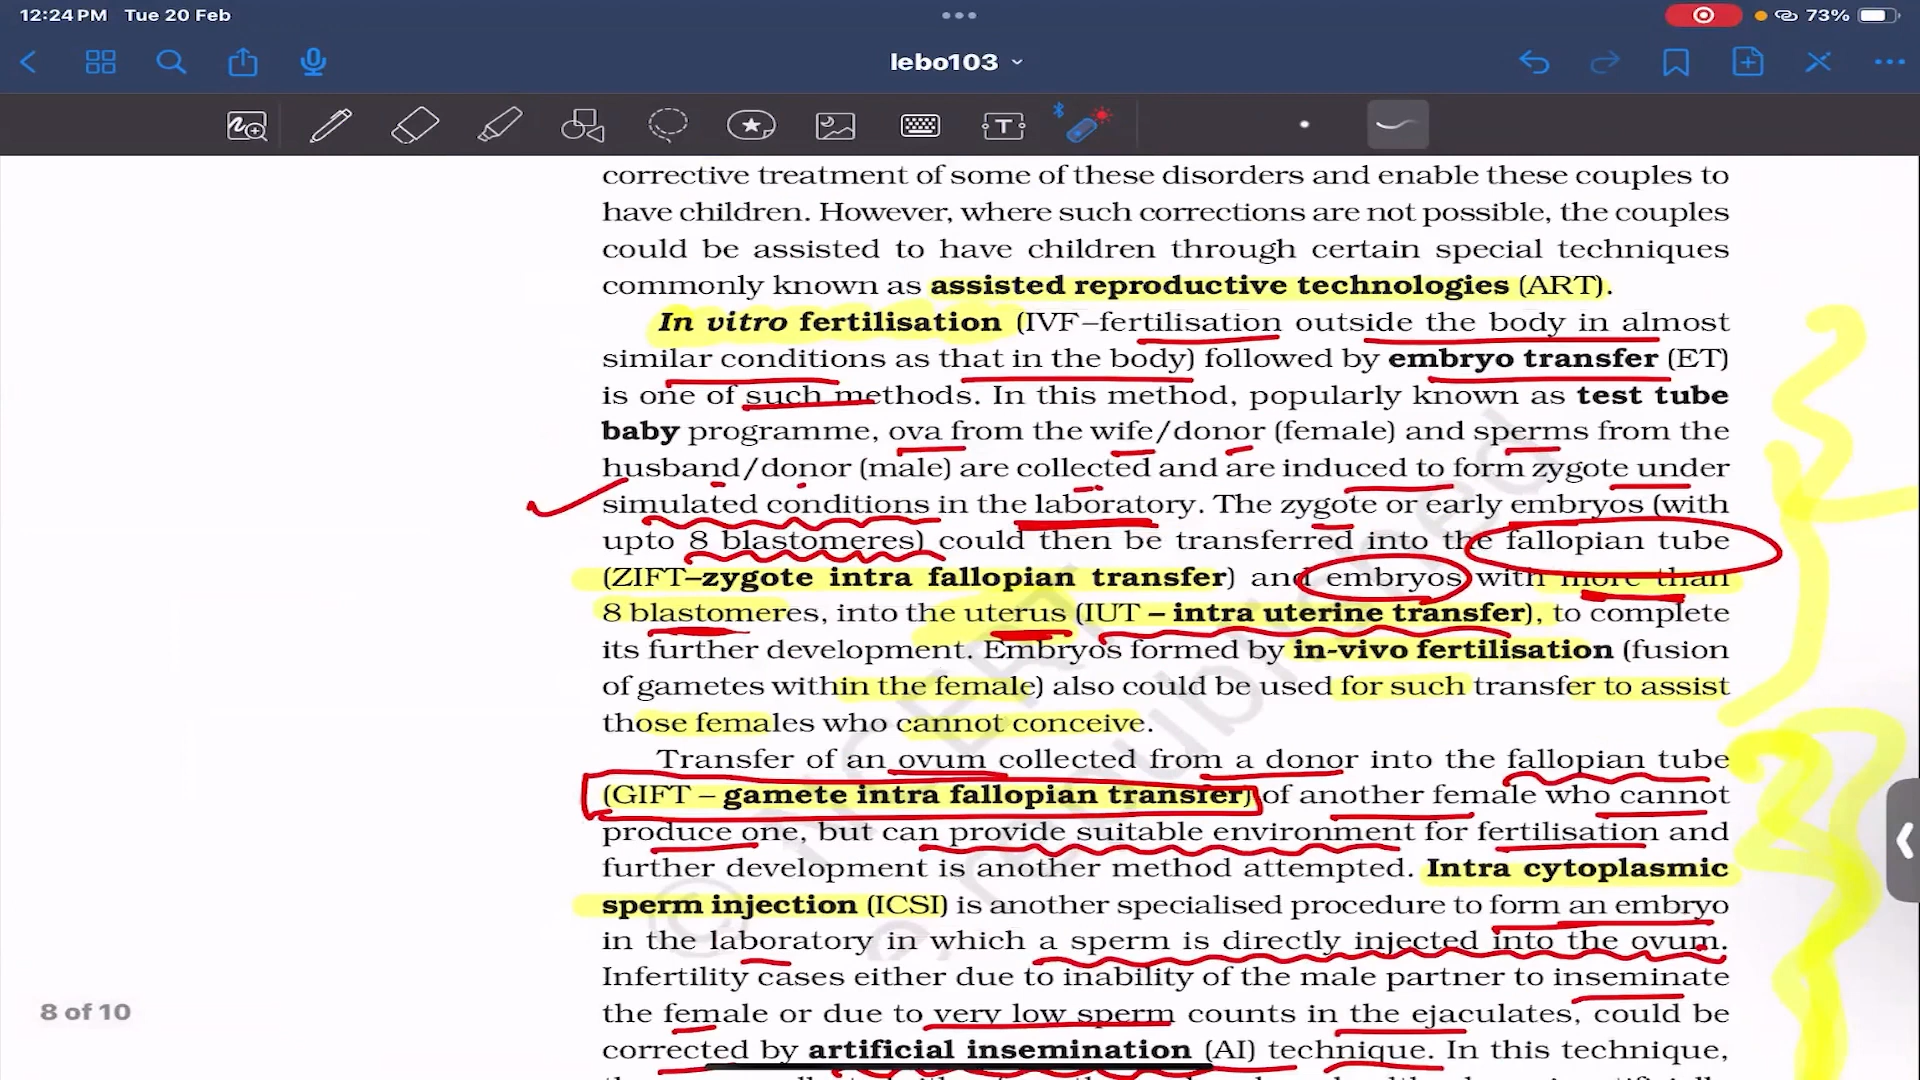 12:24 PM Tue 20 Feb
73%
lebo103
T
corrective treatment of some of these disorders and enable these couples to
have children. However, where such corrections are not possible, the couples
could be assisted to have children through certain special techniques
commonly known as assisted reproductive technologies (ART).
In vitro fertilisation (IVF–fertilisation outside the body in almost
similar conditions as that in the body) followed by embryo transfer (ET)
is one of such methods. In this method, popularly known as test tube
baby programme, ova from the wife/donor (female) and sperms from the
husband/donor (male) are collected and are induced to form zygote under
simulated conditions in the laboratory. The zygote or early embryos (with
upto 8 blastomeres) could then be transferred into the fallopian tube
(ZIFT–zygote intra fallopian transfer) and embryos with more than
8 blastomeres, into the uterus (IUT – intra uterine transfer), to complete
its further development. Embryos formed by in-vivo fertilisation (fusion
of gametes within the female) also could be used for such transfer to assist
those females who cannot conceive.
Transfer of an ovum collected from a donor into the fallopian tube
(GIFT – gamete intra fallopian transfer) of another female who cannot
produce one, but can provide suitable environment for fertilisation and
further development is another method attempted. Intra cytoplasmic
sperm injection (ICSI) is another specialised procedure to form an embryo
in the laboratory in which a sperm is directly injected into the ovum.
Infertility cases either due to inability of the male partner to inseminate
the female or due to very low sperm counts in the ejaculates, could be
corrected by artificial insemination (AI) technique. In this technique,
8 of 10